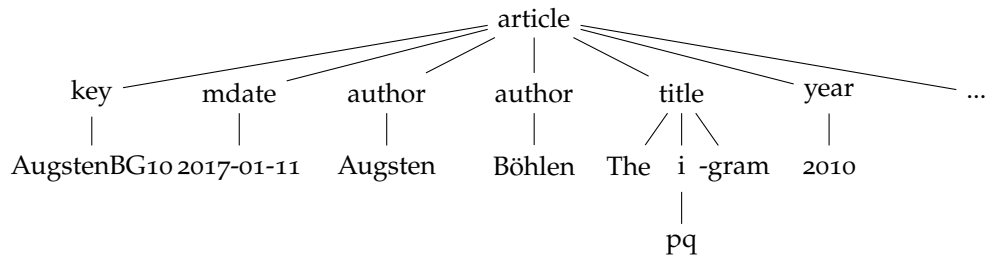 article
key mdate author author title year ...
AugstenBG10 2017-01-11 Augsten Böhlen The i -gram 2010
pq